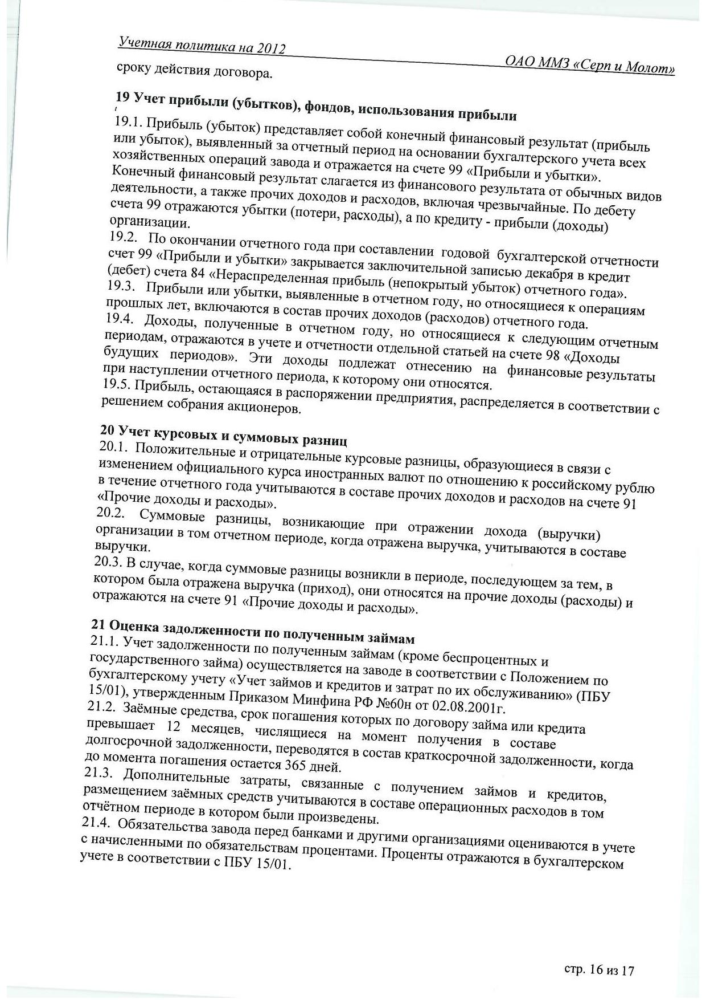 Учетная политика на 2012
ОАО ММЗ «Серп и Молот»
сроку действия договора.
19 Учет прибыли (убытков), фондов, использования прибыли
19.1. Прибыль (убыток) представляет собой конечный финансовый результат (прибыль
или убыток), выявленный за отчетный период на основании бухгалтерского учета всех
хозяйственных операций завода и отражается на счете 99 «Прибыли и убытки».
Конечный финансовый результат слагается из финансового результата от обычных видов
деятельности, а также прочих доходов и расходов, включая чрезвычайные. По дебету
счета 99 отражаются убытки (потери, расходы), а по кредиту - прибыли (доходы)
организации.
19.2. По окончании отчетного года при составлении годовой бухгалтерской отчетности
счет 99 «Прибыли и убытки» закрывается заключительной записью декабря в кредит
(дебет) счета 84 «Нераспределенная прибыль (непокрытый убыток) отчетного года».
19.3. Прибыли или убытки, выявленные в отчетном году, но относящиеся к операциям
прошлых лет, включаются в состав прочих доходов (расходов) отчетного года.
19.4. Доходы, полученные в отчетном году, но относящиеся к следующим отчетным
периодам, отражаются в учете и отчетности отдельной статьей на счете 98 «Доходы
будущих периодов». Эти доходы подлежат отнесению на финансовые результаты
при наступлении отчетного периода, к которому они относятся.
19.5. Прибыль, остающаяся в распоряжении предприятия, распределяется в соответствии с
решением собрания акционеров.
20 Учет курсовых и суммовых разниц
20.1. Положительные и отрицательные курсовые разницы, образующиеся в связи с
изменением официального курса иностранных валют по отношению к российскому рублю
в течение отчетного года учитываются в составе прочих доходов и расходов на счете 91
«Прочие доходы и расходы».
20.2. Суммовые разницы, возникающие при отражении дохода (выручки)
организации в том отчетном периоде, когда отражена выручка, учитываются в составе
выручки.
20.3. В случае, когда суммовые разницы возникли в периоде, последующем за тем, в
котором была отражена выручка (приход), они относятся на прочие доходы (расходы) и
отражаются на счете 91 «Прочие доходы и расходы».
21 Оценка задолженности по полученным займам
21.1. Учет задолженности по полученным займам (кроме беспроцентных и
государственного займа) осуществляется на заводе в соответствии с Положением по
бухгалтерскому учету «Учет займов и кредитов и затрат по их обслуживанию» (ПБУ
15/01), утвержденным Приказом Минфина РФ №60н от 02.08.2001г.
21.2. Заёмные средства, срок погашения которых по договору займа или кредита
превышает 12 месяцев, числящиеся на момент получения в составе
долгосрочной задолженности, переводятся в состав краткосрочной задолженности, когда
до момента погашения остается 365 дней.
21.3. Дополнительные затраты, связанные с получением займов и кредитов,
размещением заёмных средств учитываются в составе операционных расходов в том
отчётном периоде в котором были произведены.
21.4. Обязательства завода перед банками и другими организациями оцениваются в учете
с начисленными по обязательствам процентами. Проценты отражаются в бухгалтерском
учете в соответствии с ПБУ 15/01.
стр. 16 из 17